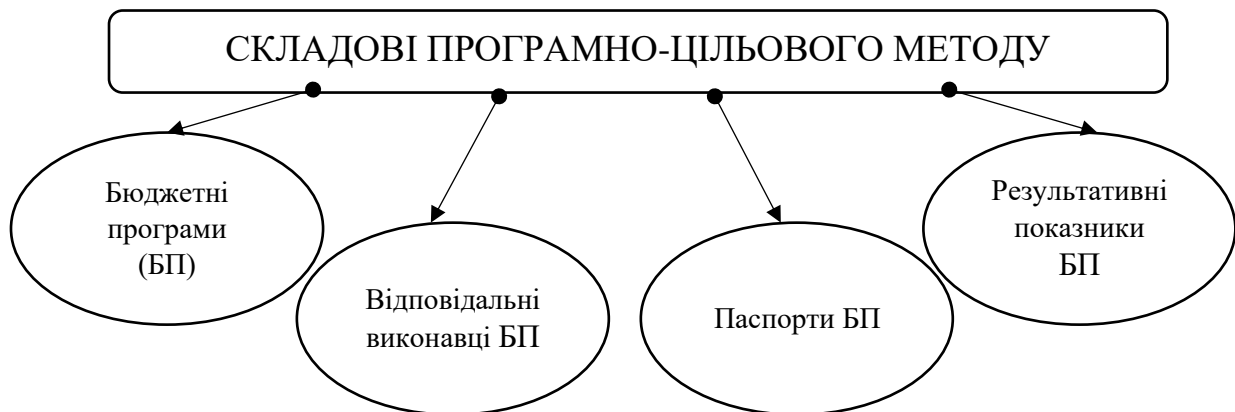 СКЛАДОВІ ПРОГРАМНО-ЦІЛЬОВОГО МЕТОДУ
Бюджетні
програми
(БП)
Відповідальні
виконавці БП
Паспорти БП
Результативні
показники
БП